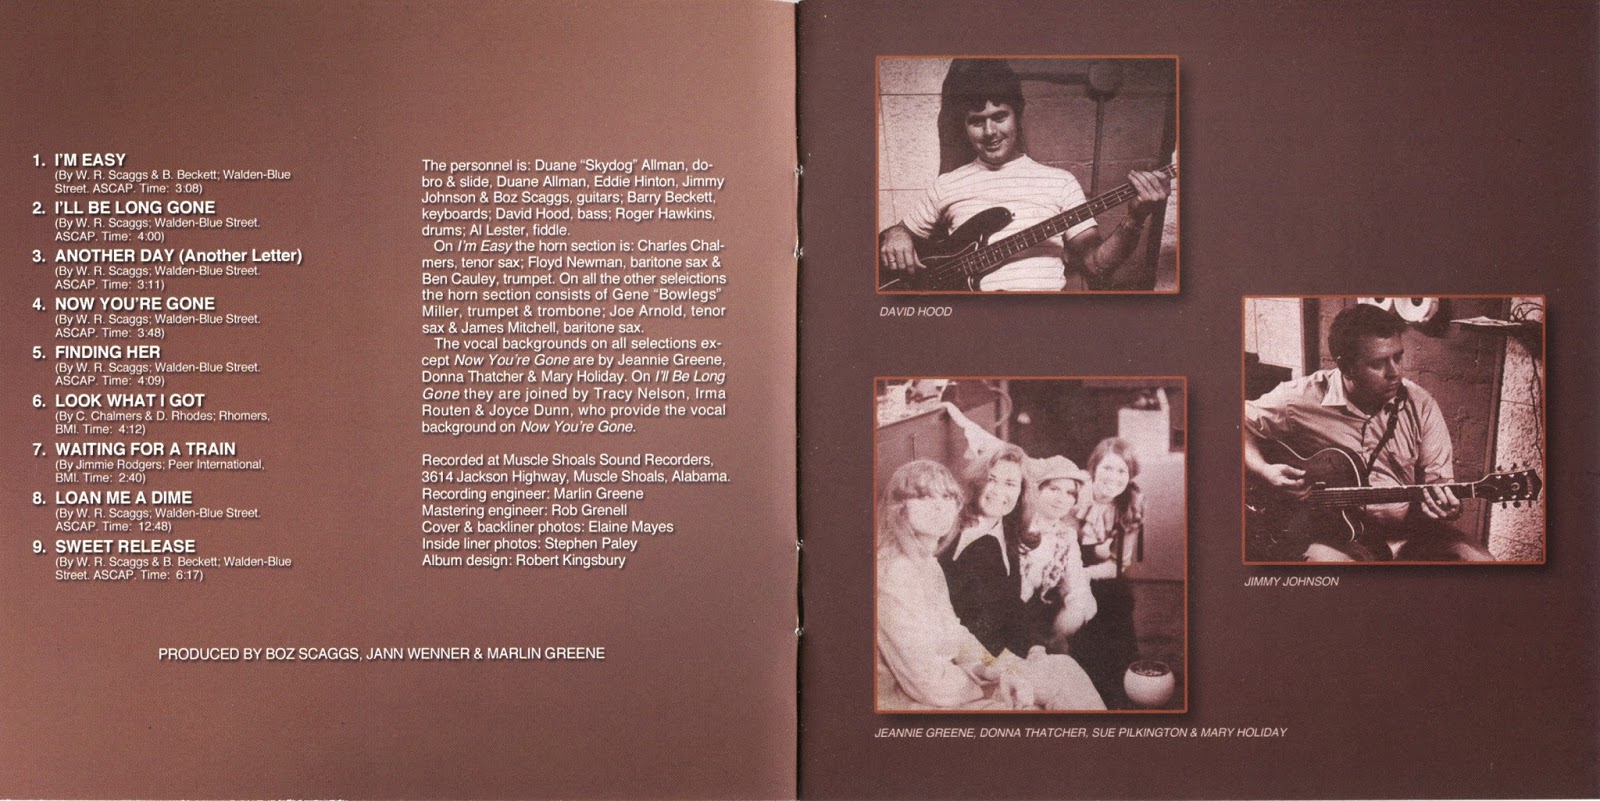 1. I'M EASY
(By W. R. Scaggs & B. Beckett; Walden-Blue
Street. ASCAP. Time: 3:08)
2. I'LL BE LONG GONE
(By W. R. Scaggs; Walden-Blue Street.
ASCAP. Time: 4:00)
3. ANOTHER DAY (Another Letter)
(By W. R. Scaggs; Walden-Blue Street.
ASCAP. Time: 3:11)
4. NOW YOU'RE GONE
(By W. R. Scaggs; Walden-Blue Street.
ASCAP. Time: 3:48)
5. FINDING HER
(By W. R. Scaggs; Walden-Blue Street.
ASCAP. Time: 4:09)
6. LOOK WHAT I GOT
(By C. Chalmers & D. Rhodes; Rhomers,
BMI. Time: 4:12)
7. WAITING FOR A TRAIN
(By Jimmie Rodgers; Peer International,
BMI. Time: 2:40)
8. LOAN ME A DIME
(By W. R. Scaggs; Walden-Blue Street.
ASCAP. Time: 12:48)
9. SWEET RELEASE
(By W. R. Scaggs & B. Beckett; Walden-Blue
Street. ASCAP. Time: 6:17)
The personnel is: Duane “Skydog” Allman, do-
bro & slide, Duane Allman, Eddie Hinton, Jimmy
Johnson & Boz Scaggs, guitars; Barry Beckett,
keyboards; David Hood, bass; Roger Hawkins,
drums; Al Lester, fiddle.
On I'm Easy the horn section is: Charles Chal-
mers, tenor sax; Floyd Newman, baritone sax &
Ben Cauley, trumpet. On all the other seleictions
the horn section consists of Gene “Bowlegs”
Miller, trumpet & trombone; Joe Arnold, tenor
sax & James Mitchell, baritone sax.
The vocal backgrounds on all selections ex-
cept Now You're Gone are by Jeannie Greene,
Donna Thatcher & Mary Holiday. On I'll Be Long
Gone they are joined by Tracy Nelson, Irma
Routen & Joyce Dunn, who provide the vocal
background on Now You're Gone.
Recorded at Muscle Shoals Sound Recorders,
3614 Jackson Highway, Muscle Shoals, Alabama.
Recording engineer: Marlin Greene
Mastering engineer: Rob Grenell
Cover & backliner photos: Elaine Mayes
Inside liner photos: Stephen Paley
Album design: Robert Kingsbury
PRODUCED BY BOZ SCAGGS, JANN WENNER & MARLIN GREENE
DAVID HOOD
JIMMY JOHNSON
JEANNIE GREENE, DONNA THATCHER, SUE PILKINGTON & MARY HOLIDAY